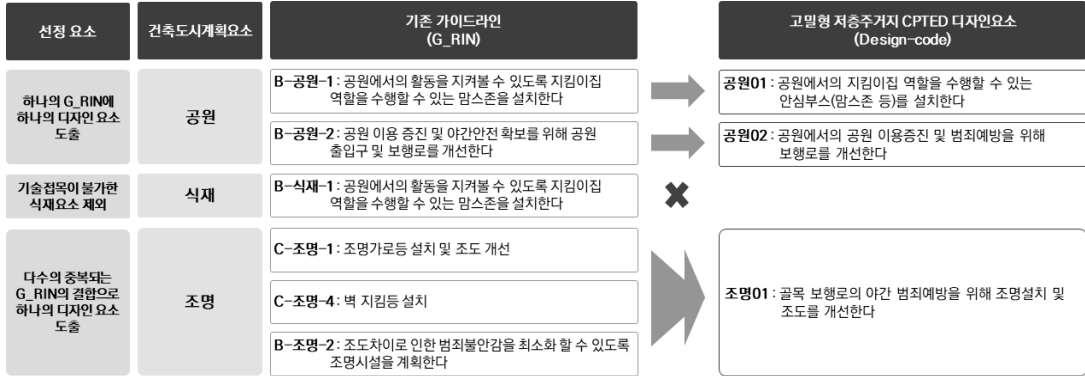 선정 요소
건축도시계획요소
기존 가이드라인
(G_RIN)
고밀형 저층주거지 CPTED 디자인요소
(Design-code)
하나의 G_RIN에
하나의 디자인 요소
도출
공원
B-공원-1 : 공원에서의 활동을 지켜볼 수 있도록 지킴이집
역할을 수행할 수 있는 맘스존을 설치한다
공원01 : 공원에서의 지킴이집 역할을 수행할 수 있는
안심부스(맘스존 등)를 설치한다
B-공원-2 : 공원 이용 증진 및 야간안전 확보를 위해 공원
출입구 및 보행로를 개선한다
공원02 : 공원에서의 공원 이용증진 및 범죄예방을 위해
보행로를 개선한다
기술접목이 불가한
식재요소 제외
식재
B-식재-1 : 공원에서의 활동을 지켜볼 수 있도록 지킴이집
역할을 수행할 수 있는 맘스존을 설치한다
다수의 중복되는
G_RIN의 결합으로
하나의 디자인 요소
도출
조명
C-조명-1 : 조명가로등 설치 및 조도 개선
C-조명-4 : 벽 지킴등 설치
B-조명-2 : 조도차이로 인한 범죄불안감을 최소화 할 수 있도록
조명시설을 계획한다
조명01 : 골목 보행로의 야간 범죄예방을 위해 조명설치 및
조도를 개선한다